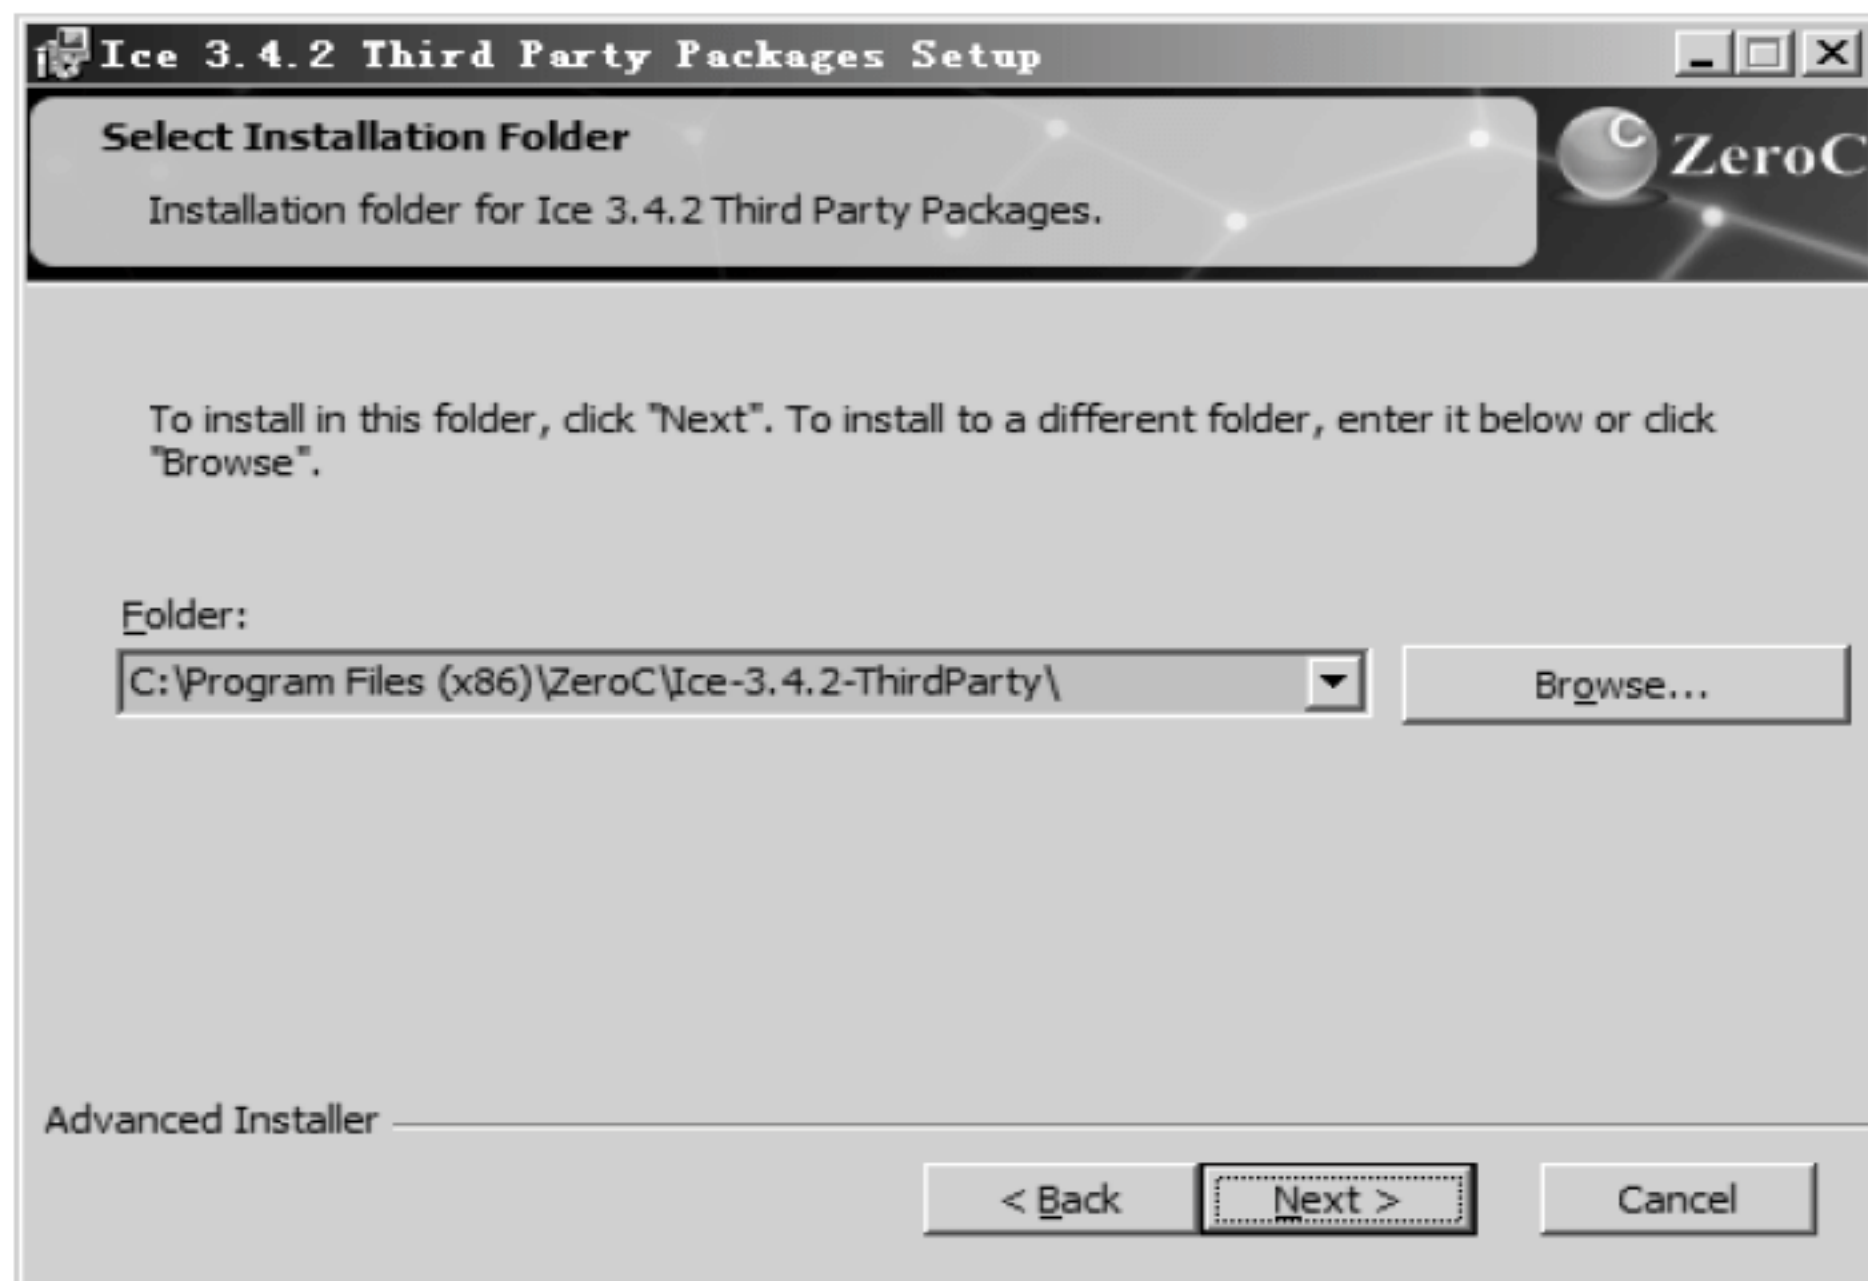 Ice 3.4.2 Third Party Packages Setup
Select Installation Folder
C ZeroC
Installation folder for Ice 3.4.2 Third Party Packages.
To install in this folder, click "Next". To install to a different folder, enter it below or click
"Browse".
Folder:
C:\Program Files (x86)\ZeroC\Ice-3.4.2-ThirdParty\
Browse...
Advanced Installer
< Back
Next >
Cancel